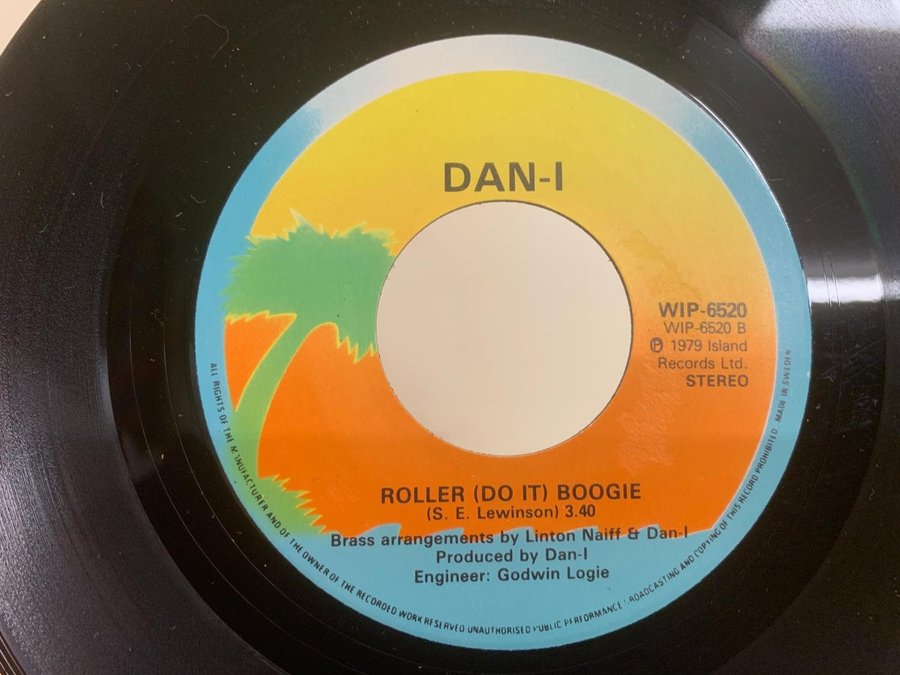 DAN-I
WIP-6520
WIP-6520 B
℗ 1979 Island
Records Ltd.
STEREO
ROLLER (DO IT) BOOGIE
(S. E. Lewinson) 3.40
Brass arrangements by Linton Naiff & Dan-I
Produced by Dan-I
Engineer: Godwin Logie
ALL RIGHTS OF THE MANUFACTURER AND OF THE OWNER OF THE RECORDED WORK RESERVED UNAUTHORISED PUBLIC PERFORMANCE BROADCASTING AND COPYING OF THIS RECORD PROHIBITED MADE IN SWEDEN